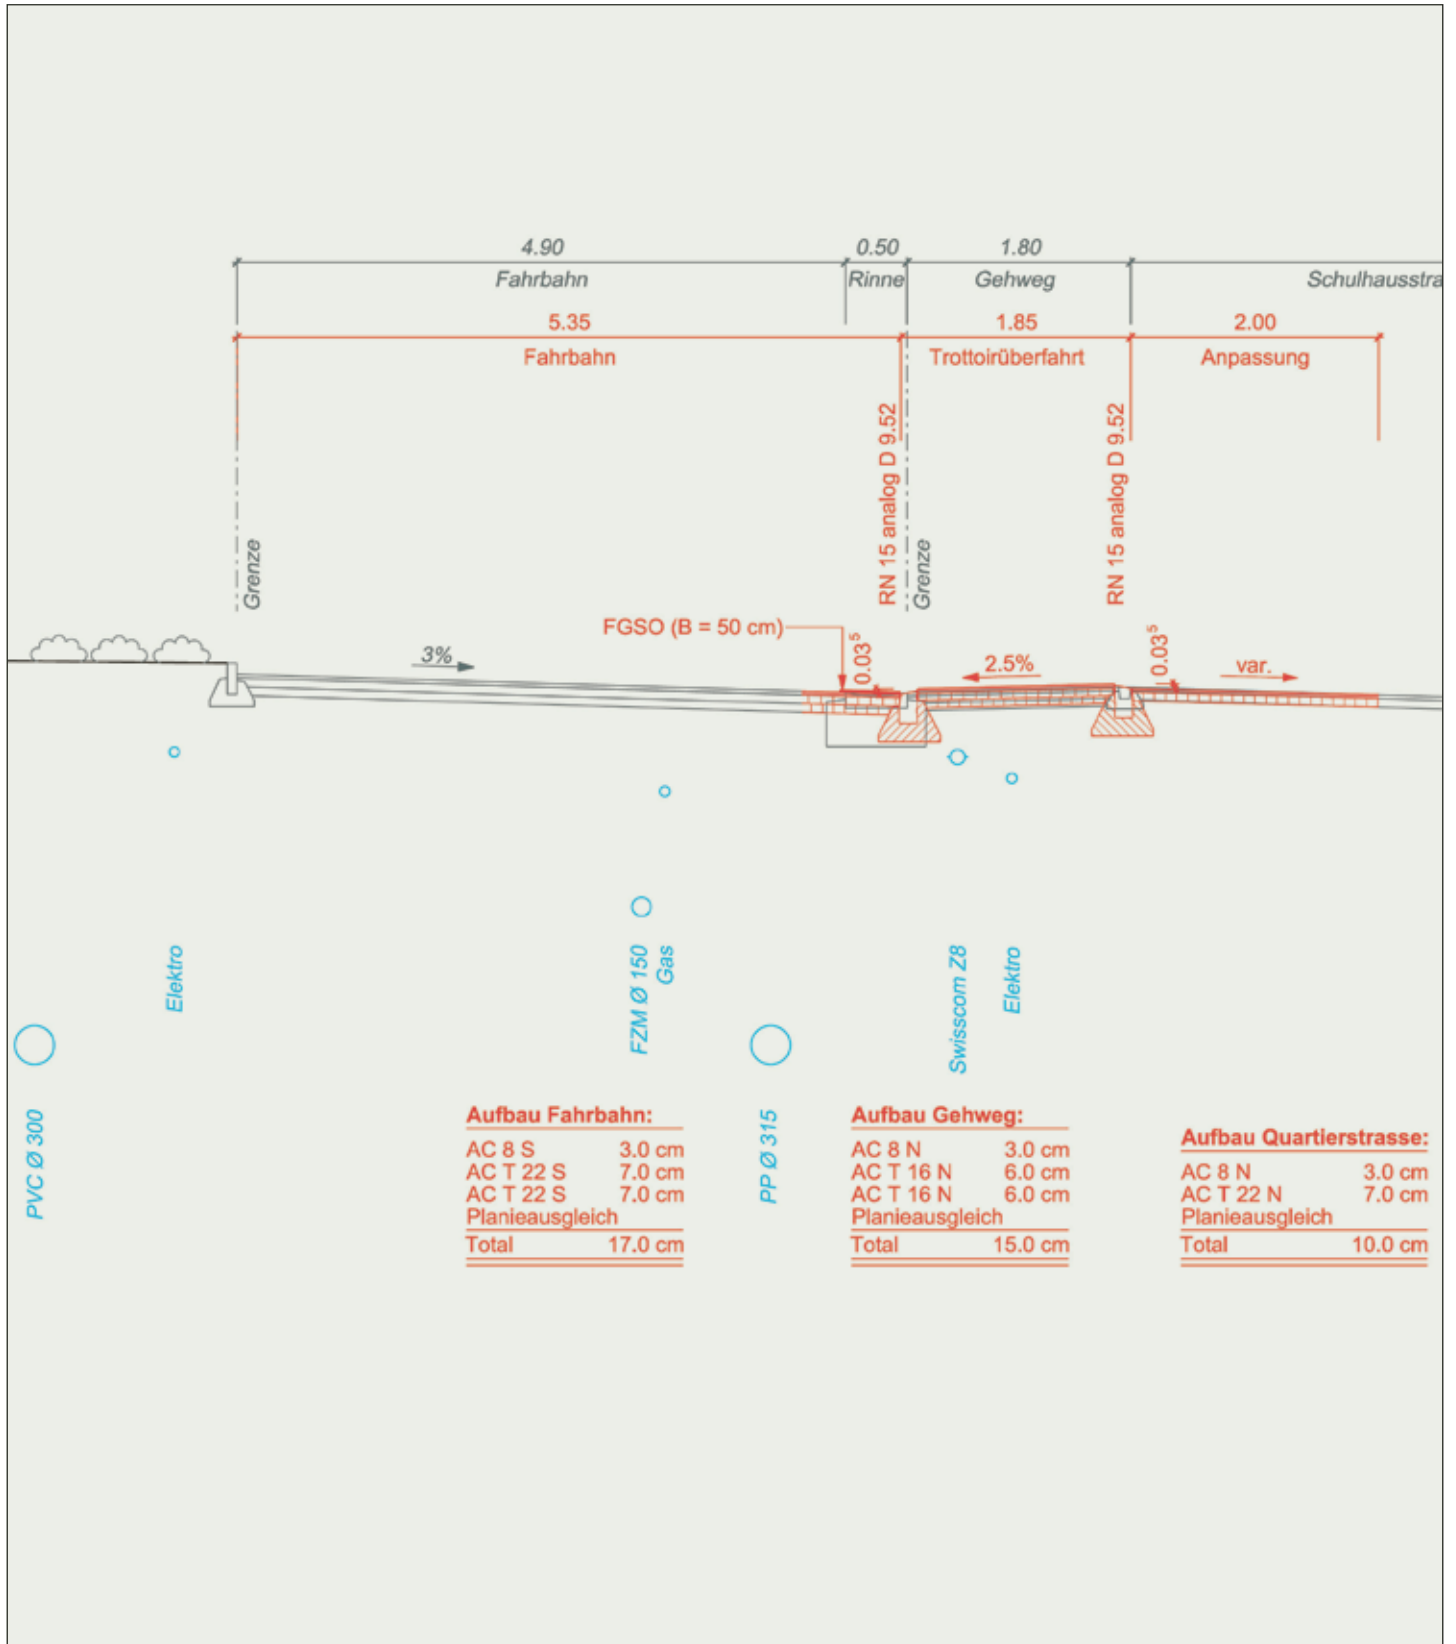 4.90 0.50 1.80
Fahrbahn Rinne Gehweg Schulhausstra
5.35 1.85 2.00
Fahrbahn Trottoirüberfahrt Anpassung
RN 15 analog D 9.52
RN 15 analog D 9.52
Grenze
Grenze
FGSO (B = 50 cm)
0.03⁵
0.03⁵
3%
2.5%
var.
Elektro
FZM Ø 150
Gas
Swisscom Z8
Elektro
PVC Ø 300
PP Ø 315
Aufbau Fahrbahn:
AC 8 S 3.0 cm
AC T 22 S 7.0 cm
AC T 22 S 7.0 cm
Planieausgleich
Total 17.0 cm
Aufbau Gehweg:
AC 8 N 3.0 cm
AC T 16 N 6.0 cm
AC T 16 N 6.0 cm
Planieausgleich
Total 15.0 cm
Aufbau Quartierstrasse:
AC 8 N 3.0 cm
AC T 22 N 7.0 cm
Planieausgleich
Total 10.0 cm